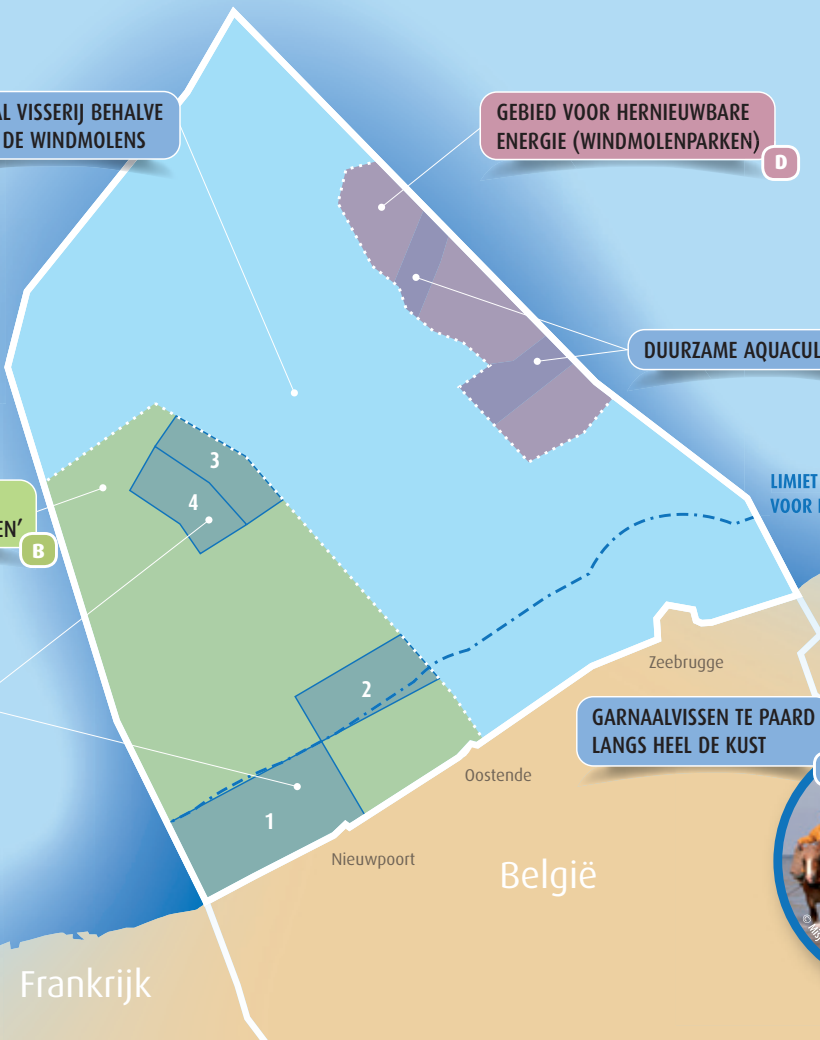 AL VISSERIJ BEHALVE
DE WINDMOLENS
GEBIED VOOR HERNIEUWBARE
ENERGIE (WINDMOLENPARKEN)
D
DUURZAME AQUACUL
LIMIET
VOOR
EN’
B
3
4
2
1
Zeebrugge
GARNAALVISSEN TE PAARD
LANGS HEEL DE KUST
Oostende
Nieuwpoort
België
Frankrijk